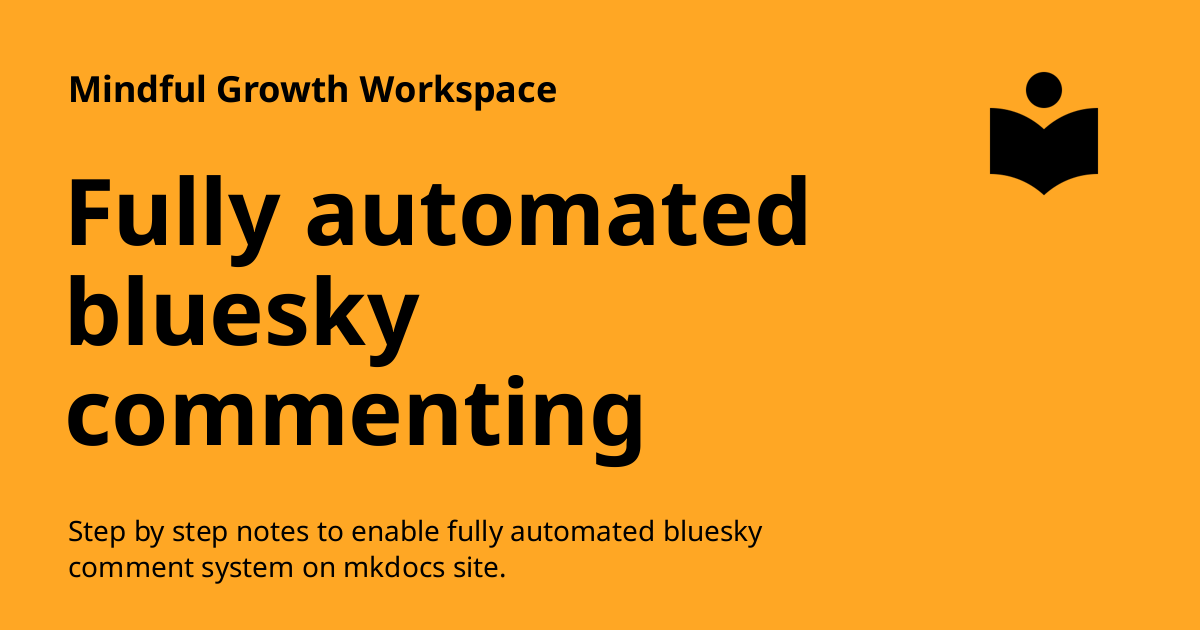 Mindful Growth Workspace
Fully automated
bluesky
commenting
Step by step notes to enable fully automated bluesky
comment system on mkdocs site.